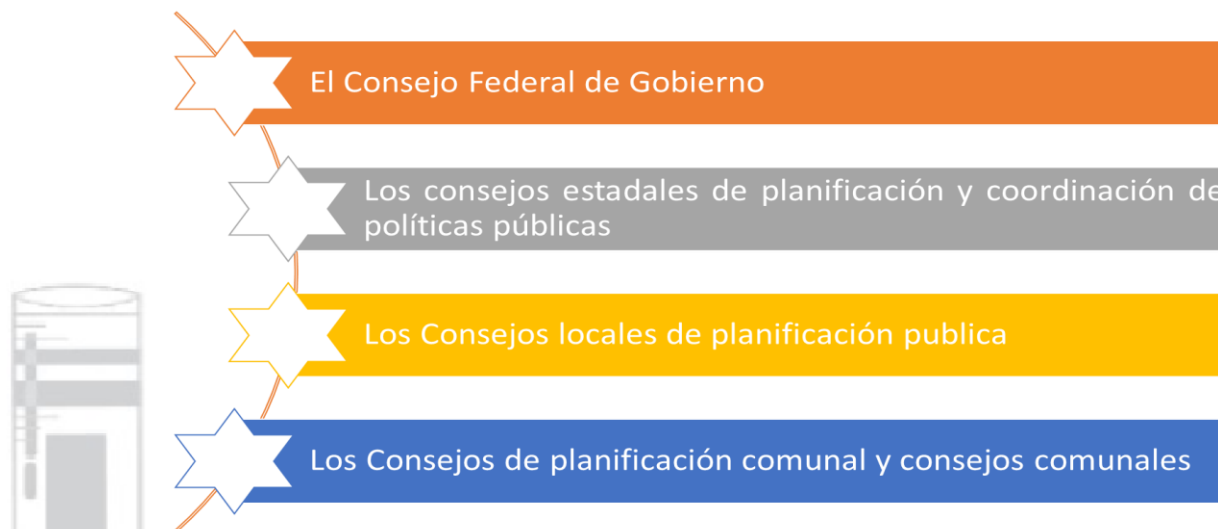 El Consejo Federal de Gobierno
Los consejos estadales de planificación y coordinación de
políticas públicas
Los Consejos locales de planificación publica
Los Consejos de planificación comunal y consejos comunales